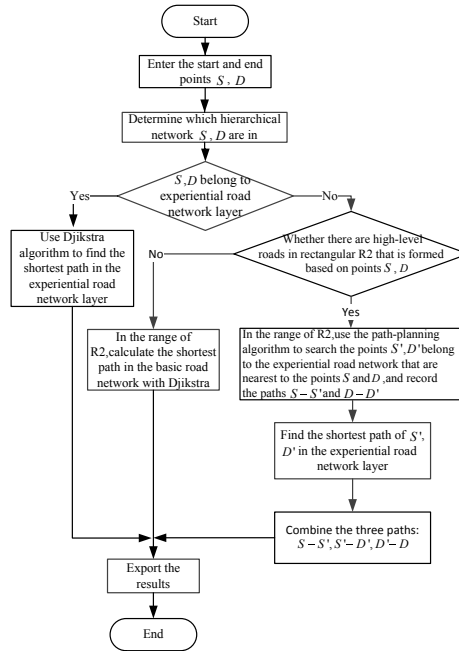 Start
Enter the start and end
points S , D
Determine which hierarchical
network S , D are in
S,D belong to
experiential road
network layer
Yes
No
Use Djikstra
algorithm to find the
shortest path in the
experiential road
network layer
Whether there are high-level
roads in rectangular R2 that is formed
based on points S , D
No
Yes
In the range of
R2,calculate the shortest
path in the basic road
network with Djikstra
In the range of R2,use the path-planning
algorithm to search the points S',D'belong
to the experiential road network that are
nearest to the points S and D,and record
the paths S−S'and D−D'
Find the shortest path of S',
D' in the experiential road
network layer
Combine the three paths:
S−S',S'−D',D'−D
Export the
results
End